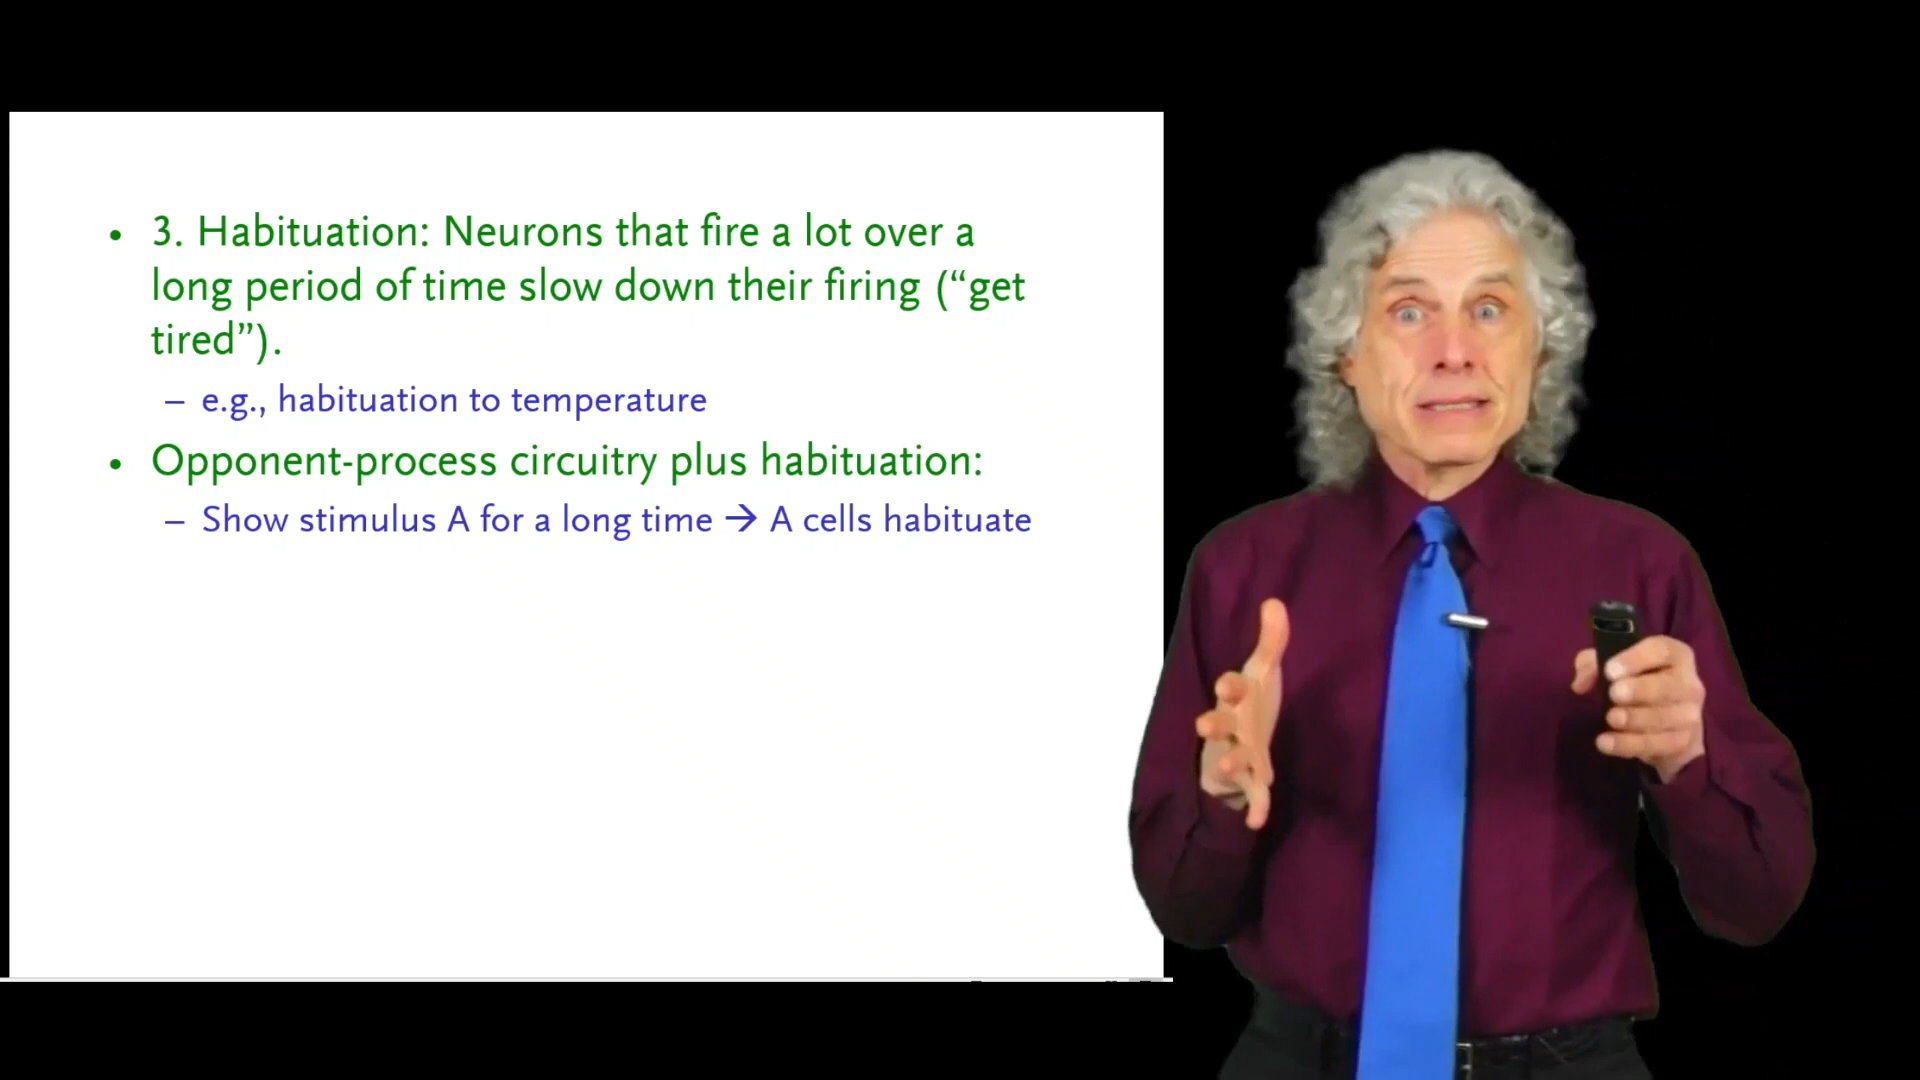 • 3. Habituation: Neurons that fire a lot over a
long period of time slow down their firing (“get
tired”).
– e.g., habituation to temperature
• Opponent-process circuitry plus habituation:
– Show stimulus A for a long time → A cells habituate